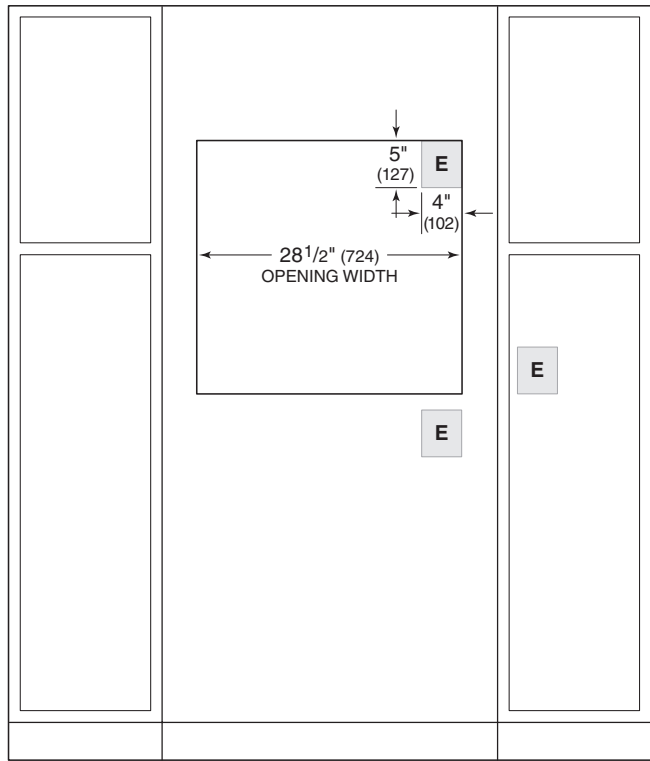 5"
(127)
E
4"
(102)
28 1/2" (724)
OPENING WIDTH
E
E